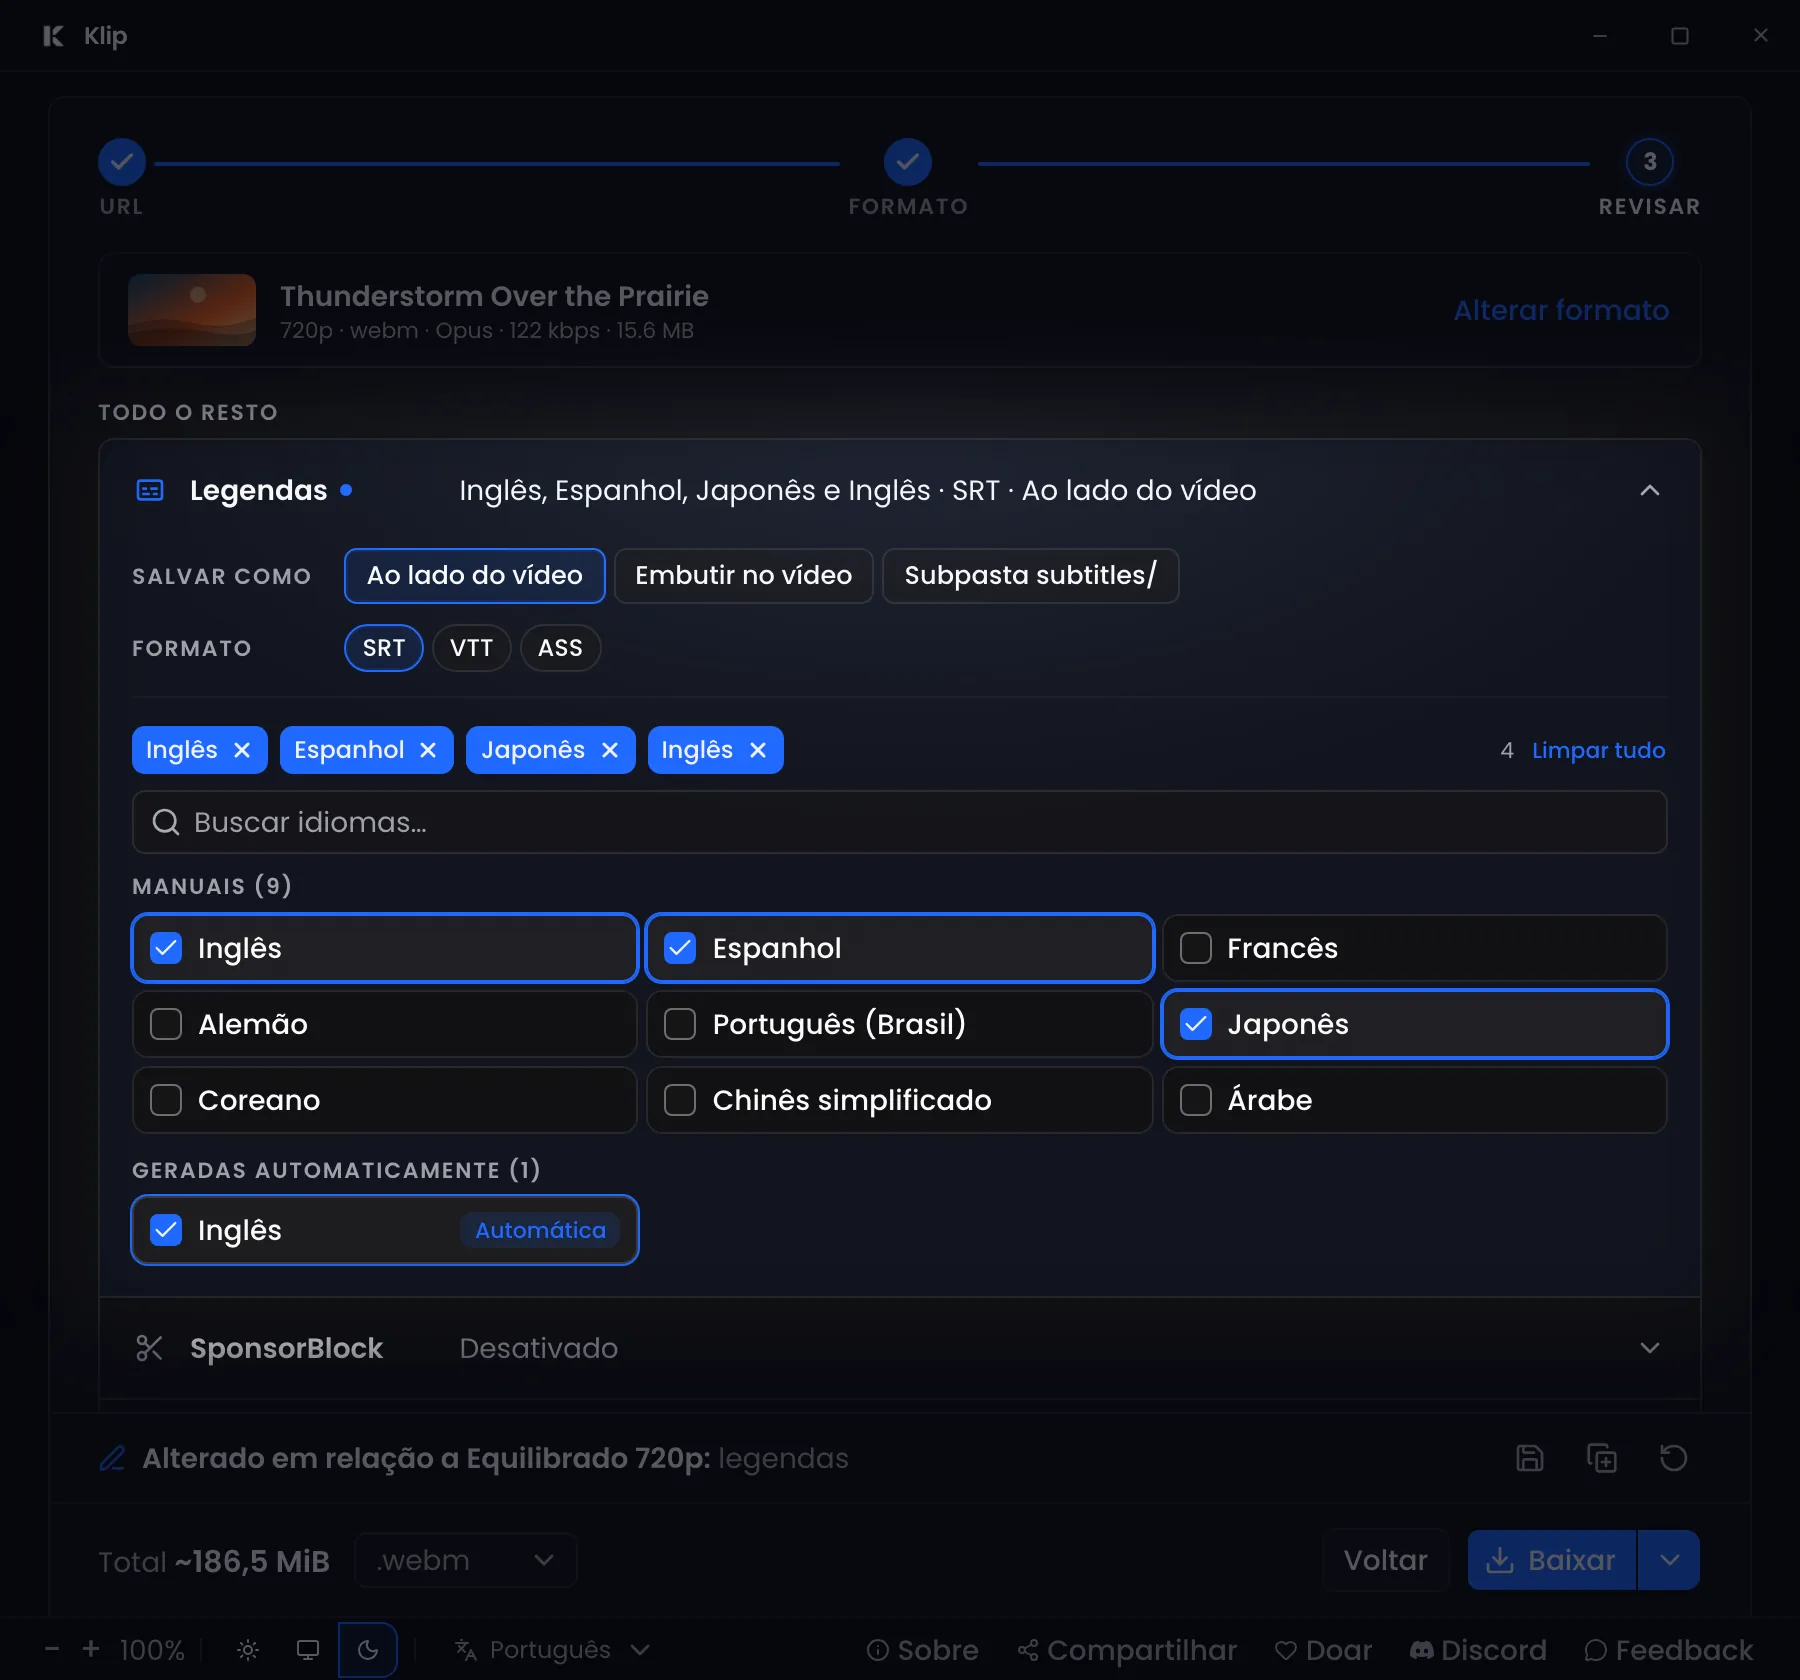 Klip
URL
FORMATO
3
REVISAR
Thunderstorm Over the Prairie
720p · webm · Opus · 122 kbps · 15.6 MB
Alterar formato
TODO O RESTO
Legendas
Inglês, Espanhol, Japonês e Inglês · SRT · Ao lado do vídeo
SALVAR COMO
Ao lado do vídeo
Embutir no vídeo
Subpasta subtitles/
FORMATO
SRT
VTT
ASS
Inglês
Espanhol
Japonês
Inglês
4
Limpar tudo
Buscar idiomas...
MANUAIS (9)
Inglês
Espanhol
Francês
Alemão
Português (Brasil)
Japonês
Coreano
Chinês simplificado
Árabe
GERADAS AUTOMATICAMENTE (1)
Inglês
Automática
SponsorBlock
Desativado
Alterado em relação a Equilibrado 720p: legendas
Total ~186,5 MiB
.webm
Voltar
Baixar
100%
Português
Sobre
Compartilhar
Doar
Discord
Feedback